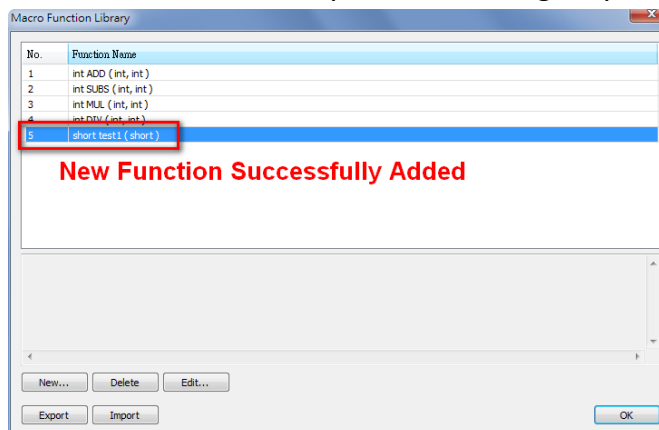 Macro Function Library
No. Function Name
1 int ADD ( int, int )
2 int SUBS ( int, int )
3 int MUL ( int, int )
4 int DIV ( int, int )
5 short test1 ( short )
New Function Successfully Added
New... Delete Edit...
Export Import OK